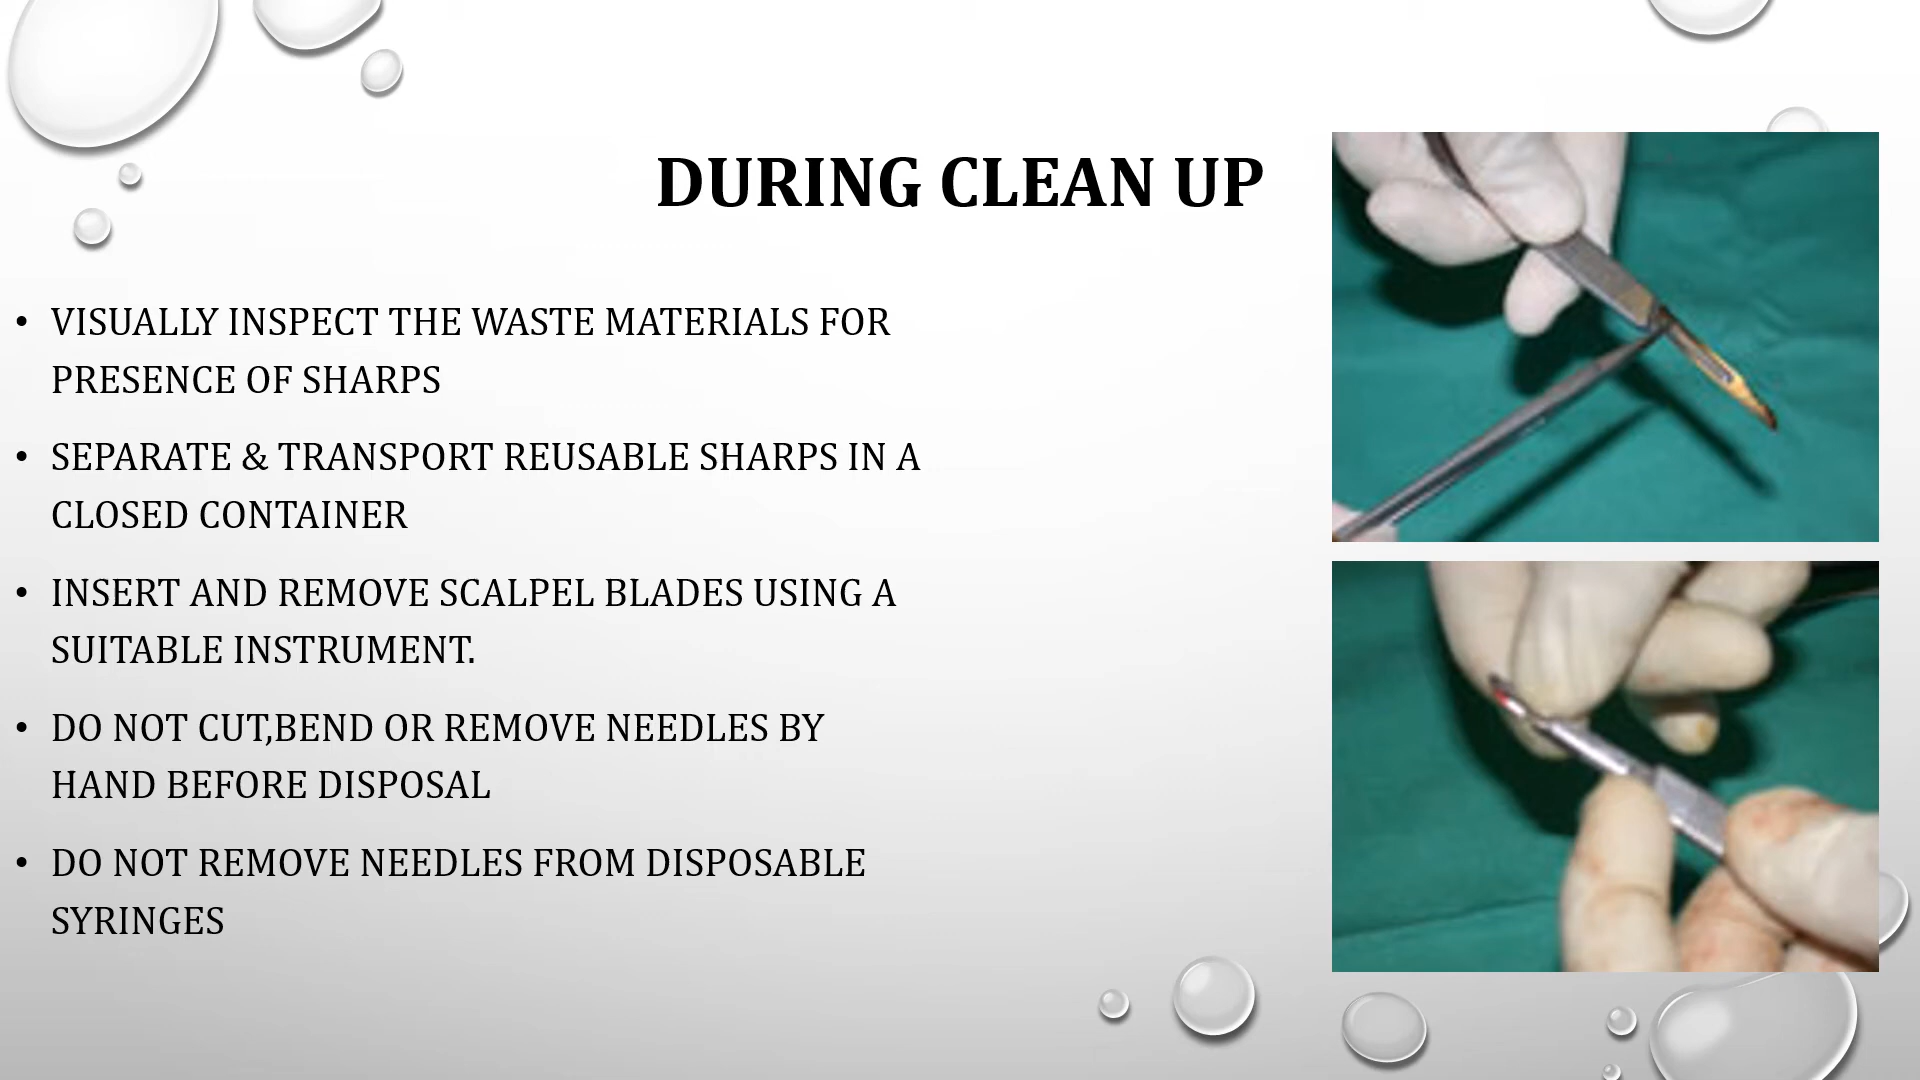 DURING CLEAN UP
• VISUALLY INSPECT THE WASTE MATERIALS FOR
PRESENCE OF SHARPS
• SEPARATE & TRANSPORT REUSABLE SHARPS IN A
CLOSED CONTAINER
• INSERT AND REMOVE SCALPEL BLADES USING A
SUITABLE INSTRUMENT.
• DO NOT CUT,BEND OR REMOVE NEEDLES BY
HAND BEFORE DISPOSAL
• DO NOT REMOVE NEEDLES FROM DISPOSABLE
SYRINGES